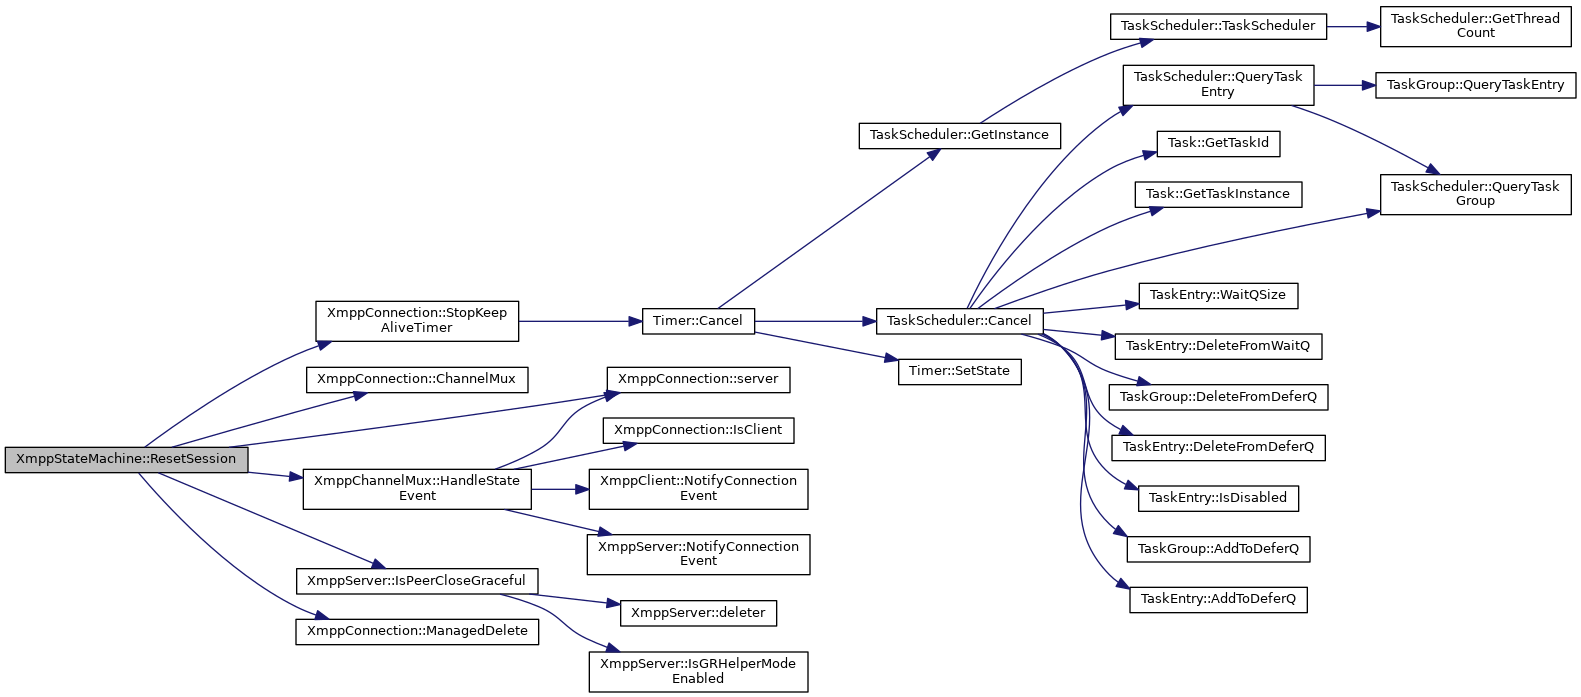 XmppStateMachine::ResetSession
XmppConnection::StopKeep
AliveTimer
XmppConnection::ChannelMux
XmppConnection::server
XmppChannelMux::HandleState
Event
XmppConnection::IsClient
XmppClient::NotifyConnection
Event
XmppServer::NotifyConnection
Event
XmppServer::IsPeerCloseGraceful
XmppServer::deleter
XmppServer::IsGRHelperMode
Enabled
XmppConnection::ManagedDelete
Timer::Cancel
TaskScheduler::GetInstance
TaskScheduler::Cancel
Timer::SetState
TaskScheduler::TaskScheduler
TaskScheduler::GetThread
Count
TaskScheduler::QueryTask
Entry
TaskGroup::QueryTaskEntry
Task::GetTaskId
Task::GetTaskInstance
TaskScheduler::QueryTask
Group
TaskEntry::WaitQSize
TaskEntry::DeleteFromWaitQ
TaskGroup::DeleteFromDeferQ
TaskEntry::DeleteFromDeferQ
TaskEntry::IsDisabled
TaskGroup::AddToDeferQ
TaskEntry::AddToDeferQ